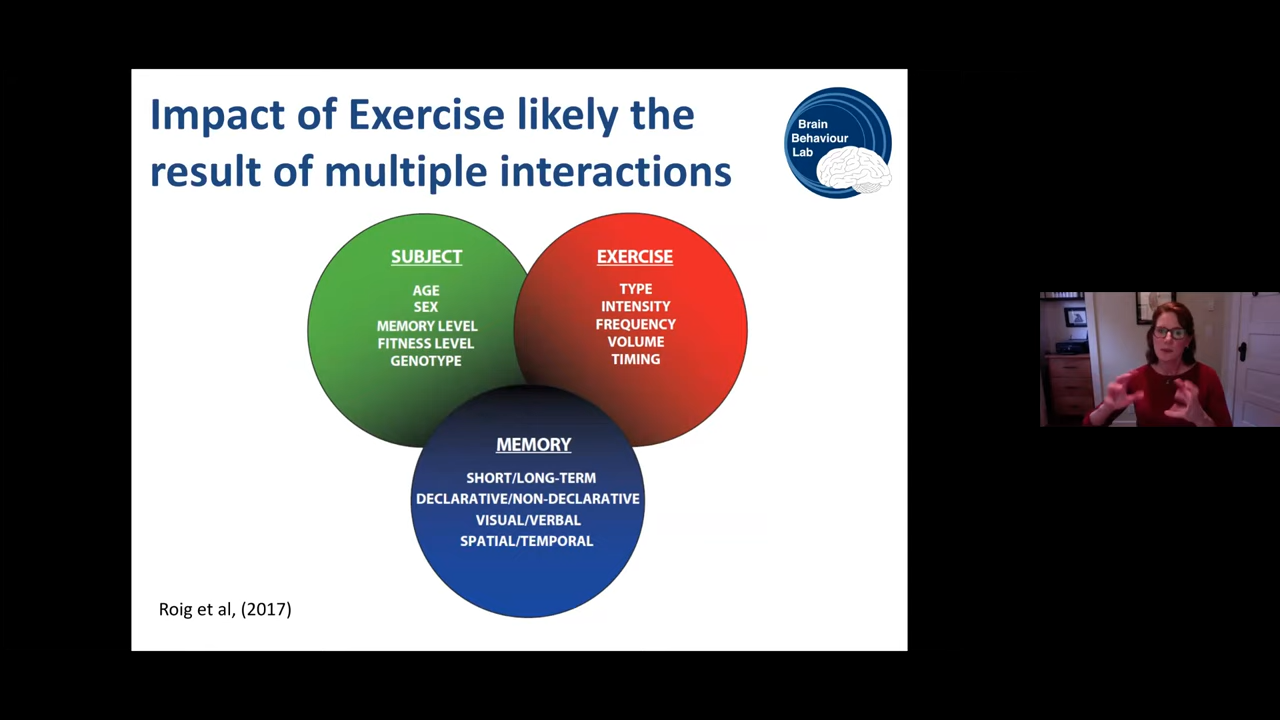 Impact of Exercise likely the
result of multiple interactions
Brain
Behaviour
Lab
SUBJECT
AGE
SEX
MEMORY LEVEL
FITNESS LEVEL
GENOTYPE
EXERCISE
TYPE
INTENSITY
FREQUENCY
VOLUME
TIMING
MEMORY
SHORT/LONG-TERM
DECLARATIVE/NON-DECLARATIVE
VISUAL/VERBAL
SPATIAL/TEMPORAL
Roig et al, (2017)